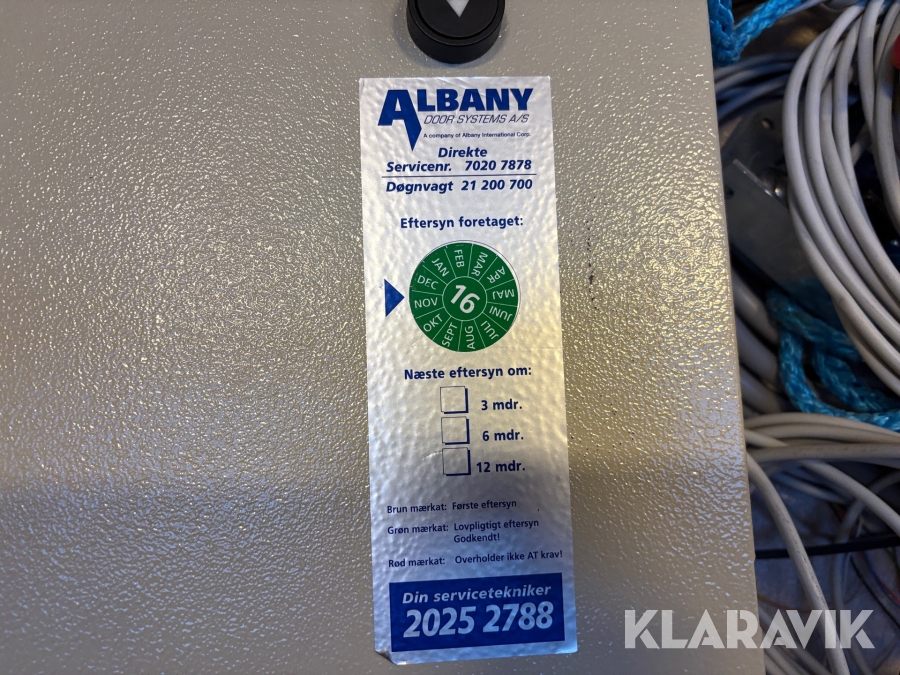 ALBANY
DOOR SYSTEMS A/S
A company of Albany International Corp.
Direkte
Servicenr. 7020 7878
Døgnvagt 21 200 700
Eftersyn foretaget:
JAN FEB MAR APR MAJ JUNI JULI AUG SEPT OKT NOV DEC
16
Næste eftersyn om:
3 mdr.
6 mdr.
12 mdr.
Brun mærkat: Første eftersyn
Grøn mærkat: Lovpligtigt eftersyn
Godkendt!
Rød mærkat: Overholder ikke AT krav!
Din servicetekniker
2025 2788
KLARAVIK